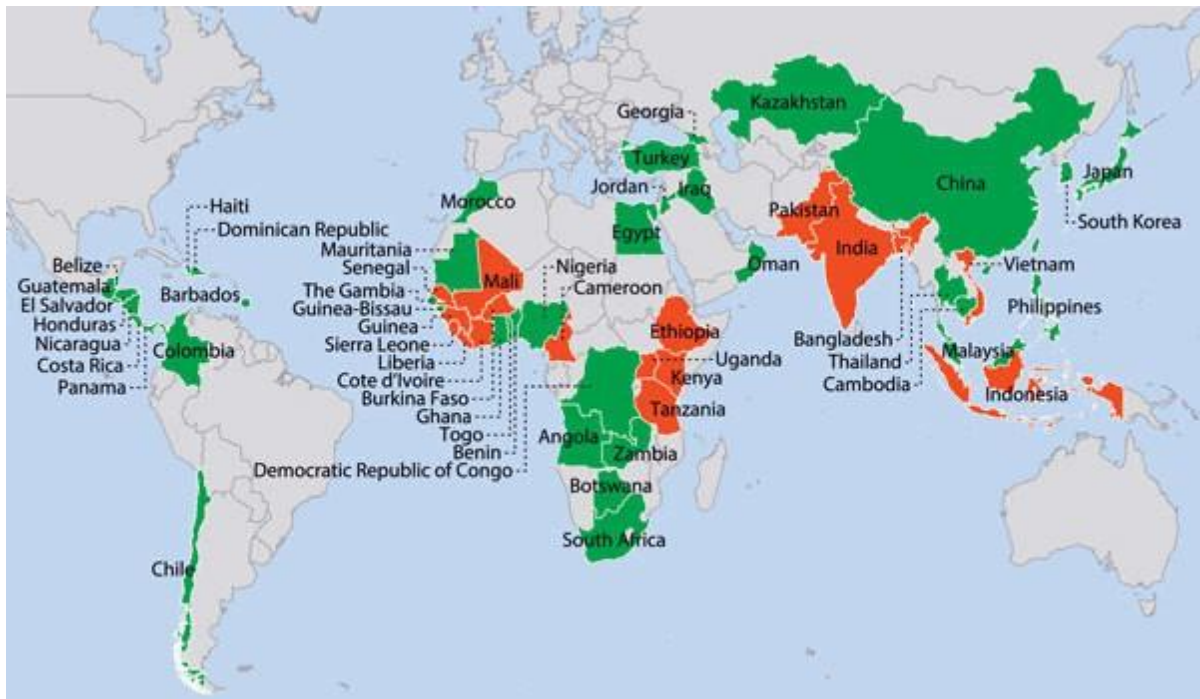 Kazakhstan
Georgia
Turkey
China
Japan
Jordan
Iraq
Morocco
Pakistan
South Korea
Haiti
Dominican Republic
Egypt
Mauritania
India
Oman
Vietnam
Belize
Senegal
Mali
Nigeria
Guatemala
Barbados
The Gambia
Cameroon
El Salvador
Guinea-Bissau
Philippines
Honduras
Guinea
Ethiopia
Nicaragua
Sierra Leone
Bangladesh
Colombia
Liberia
Uganda
Thailand
Malaysia
Costa Rica
Cote d'Ivoire
Kenya
Cambodia
Panama
Burkina Faso
Indonesia
Ghana
Tanzania
Togo
Angola
Benin
Zambia
Democratic Republic of Congo
Botswana
South Africa
Chile